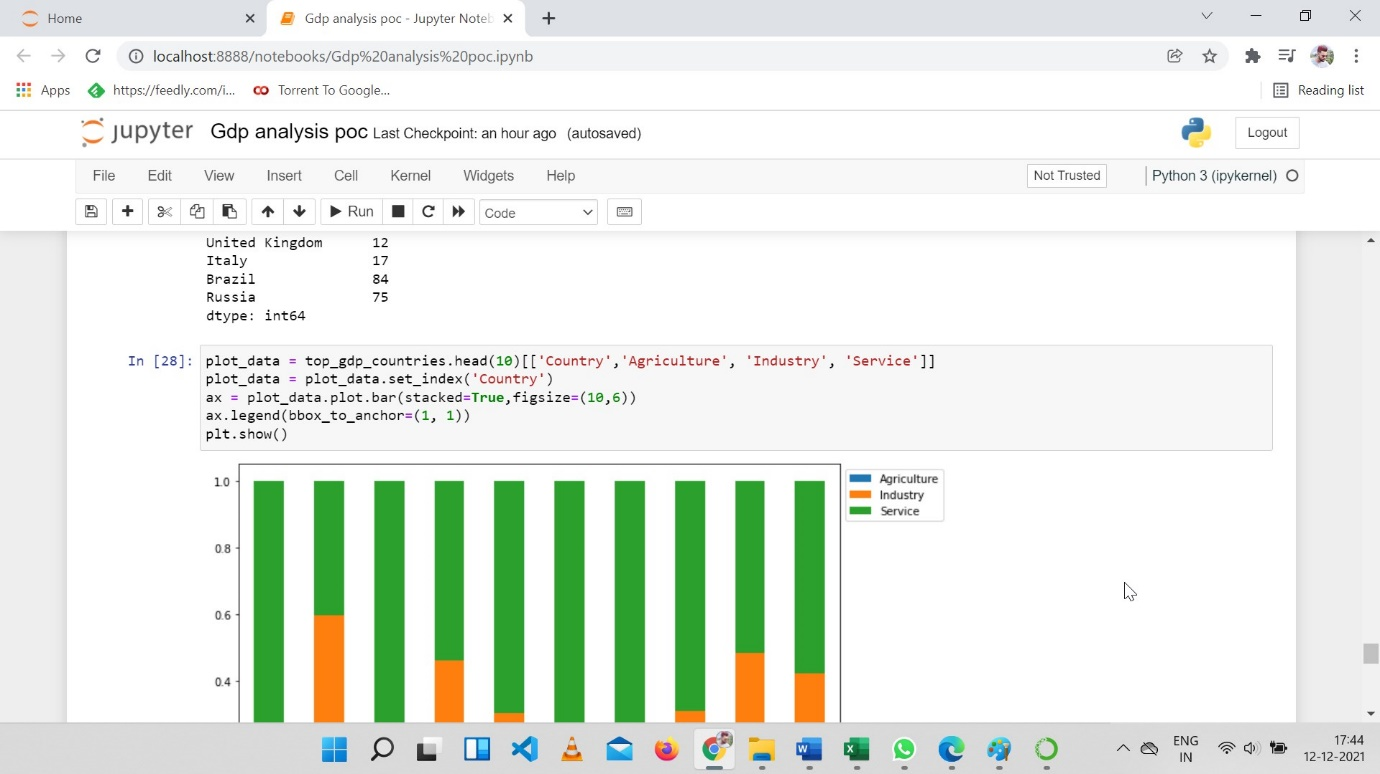 Home
Gdp analysis poc - Jupyter Noteb
localhost:8888/notebooks/Gdp%20analysis%20poc.ipynb
Apps
https://feedly.com/i...
Torrent To Google...
Reading list
jupyter Gdp analysis poc Last Checkpoint: an hour ago (autosaved)
Logout
File Edit View Insert Cell Kernel Widgets Help
Not Trusted
Python 3 (ipykernel)
Run
Code
United Kingdom 12
Italy 17
Brazil 84
Russia 75
dtype: int64
In [28]:
plot_data = top_gdp_countries.head(10)[['Country','Agriculture', 'Industry', 'Service']]
plot_data = plot_data.set_index('Country')
ax = plot_data.plot.bar(stacked=True,figsize=(10,6))
ax.legend(bbox_to_anchor=(1, 1))
plt.show()
1.0
0.8
0.6
0.4
Agriculture
Industry
Service
ENG
IN
17:44
12-12-2021